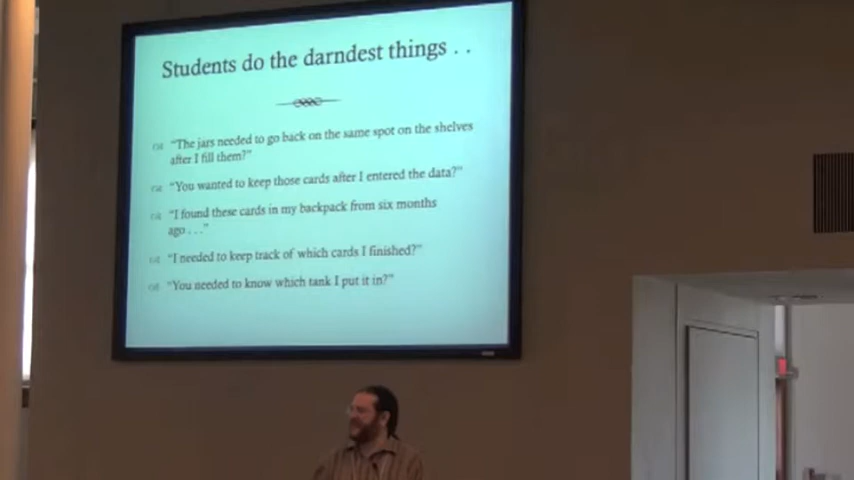 Students do the darndest things . .
"The jars needed to go back on the same spot on the shelves
after I fill them?"
"You wanted to keep those cards after I entered the data?"
"I found these cards in my backpack from six months
ago . . ."
"I needed to keep track of which cards I finished?"
"You needed to know which tank I put it in?"